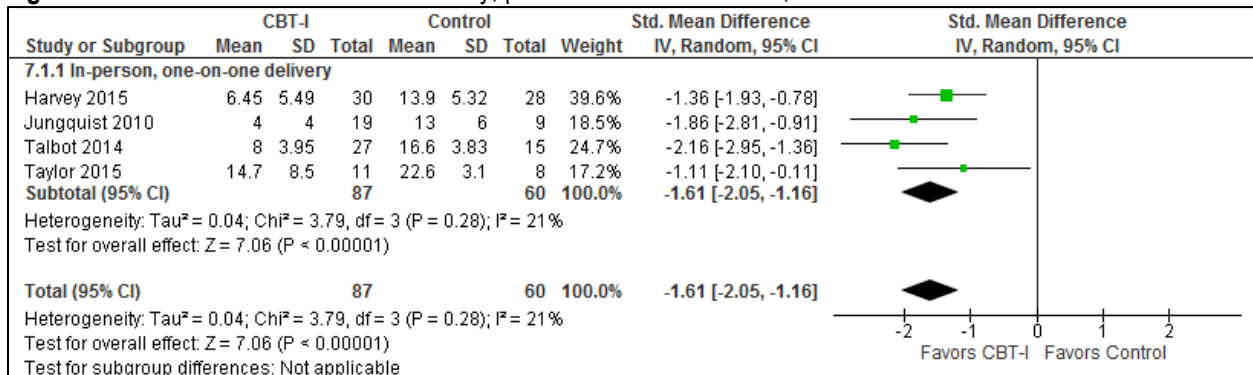 CBT-I Control Std. Mean Difference Std. Mean Difference
Study or Subgroup Mean SD Total Mean SD Total Weight IV, Random, 95% CI IV, Random, 95% CI
7.1.1 In-person, one-on-one delivery
Harvey 2015 6.45 5.49 30 13.9 5.32 28 39.6% -1.36 [-1.93, -0.78]
Jungquist 2010 4 4 19 13 6 9 18.5% -1.86 [-2.81, -0.91]
Talbot 2014 8 3.95 27 16.6 3.83 15 24.7% -2.16 [-2.95, -1.36]
Taylor 2015 14.7 8.5 11 22.6 3.1 8 17.2% -1.11 [-2.10, -0.11]
Subtotal (95% CI) 87 60 100.0% -1.61 [-2.05, -1.16]
Heterogeneity: Tau² = 0.04; Chi² = 3.79, df = 3 (P = 0.28); I² = 21%
Test for overall effect: Z = 7.06 (P < 0.00001)
Total (95% CI) 87 60 100.0% -1.61 [-2.05, -1.16]
Heterogeneity: Tau² = 0.04; Chi² = 3.79, df = 3 (P = 0.28); I² = 21%
Test for overall effect: Z = 7.06 (P < 0.00001)
Test for subgroup differences: Not applicable
-2 -1 0 1 2
Favors CBT-I Favors Control